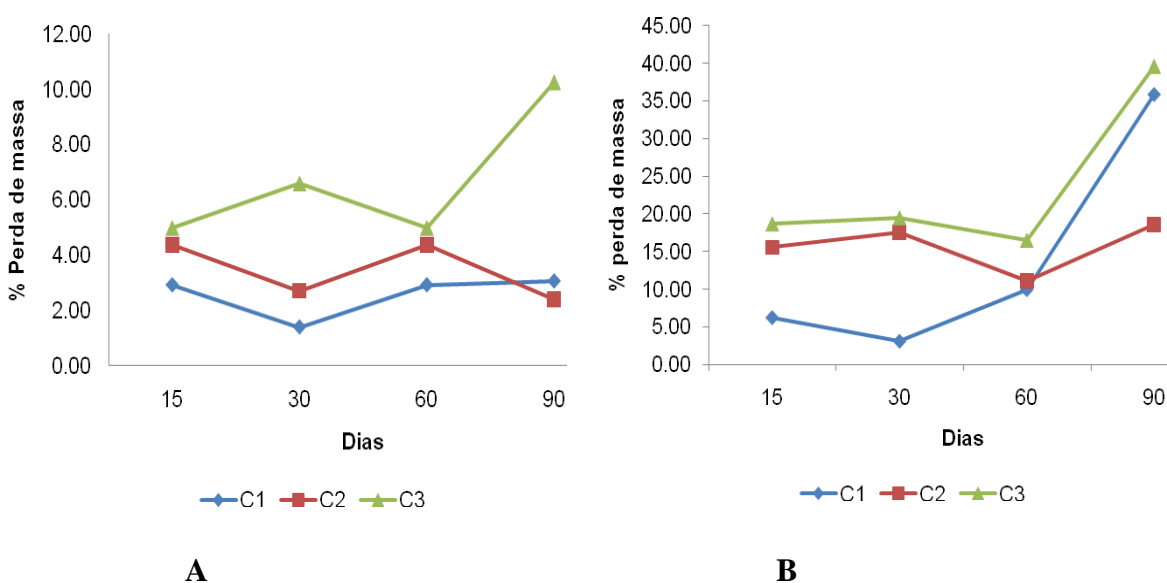 12.00
10.00
8.00
6.00
4.00
2.00
0.00
% Perda de massa
15 30 60 90
Dias
C1 C2 C3
A
45.00
40.00
35.00
30.00
25.00
20.00
15.00
10.00
5.00
0.00
% perda de massa
15 30 60 90
Dias
C1 C2 C3
B